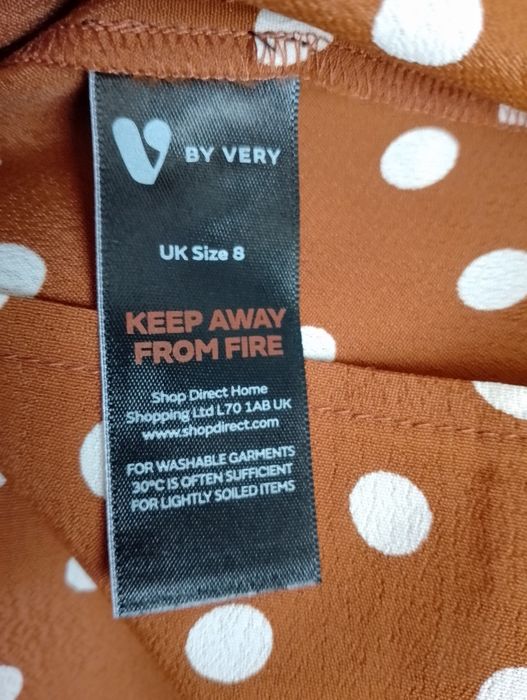 V BY VERY
UK Size 8
KEEP AWAY
FROM FIRE
Shop Direct Home
Shopping Ltd L70 1AB UK
www.shopdirect.com
FOR WASHABLE GARMENTS
30°C IS OFTEN SUFFICIENT
FOR LIGHTLY SOILED ITEMS